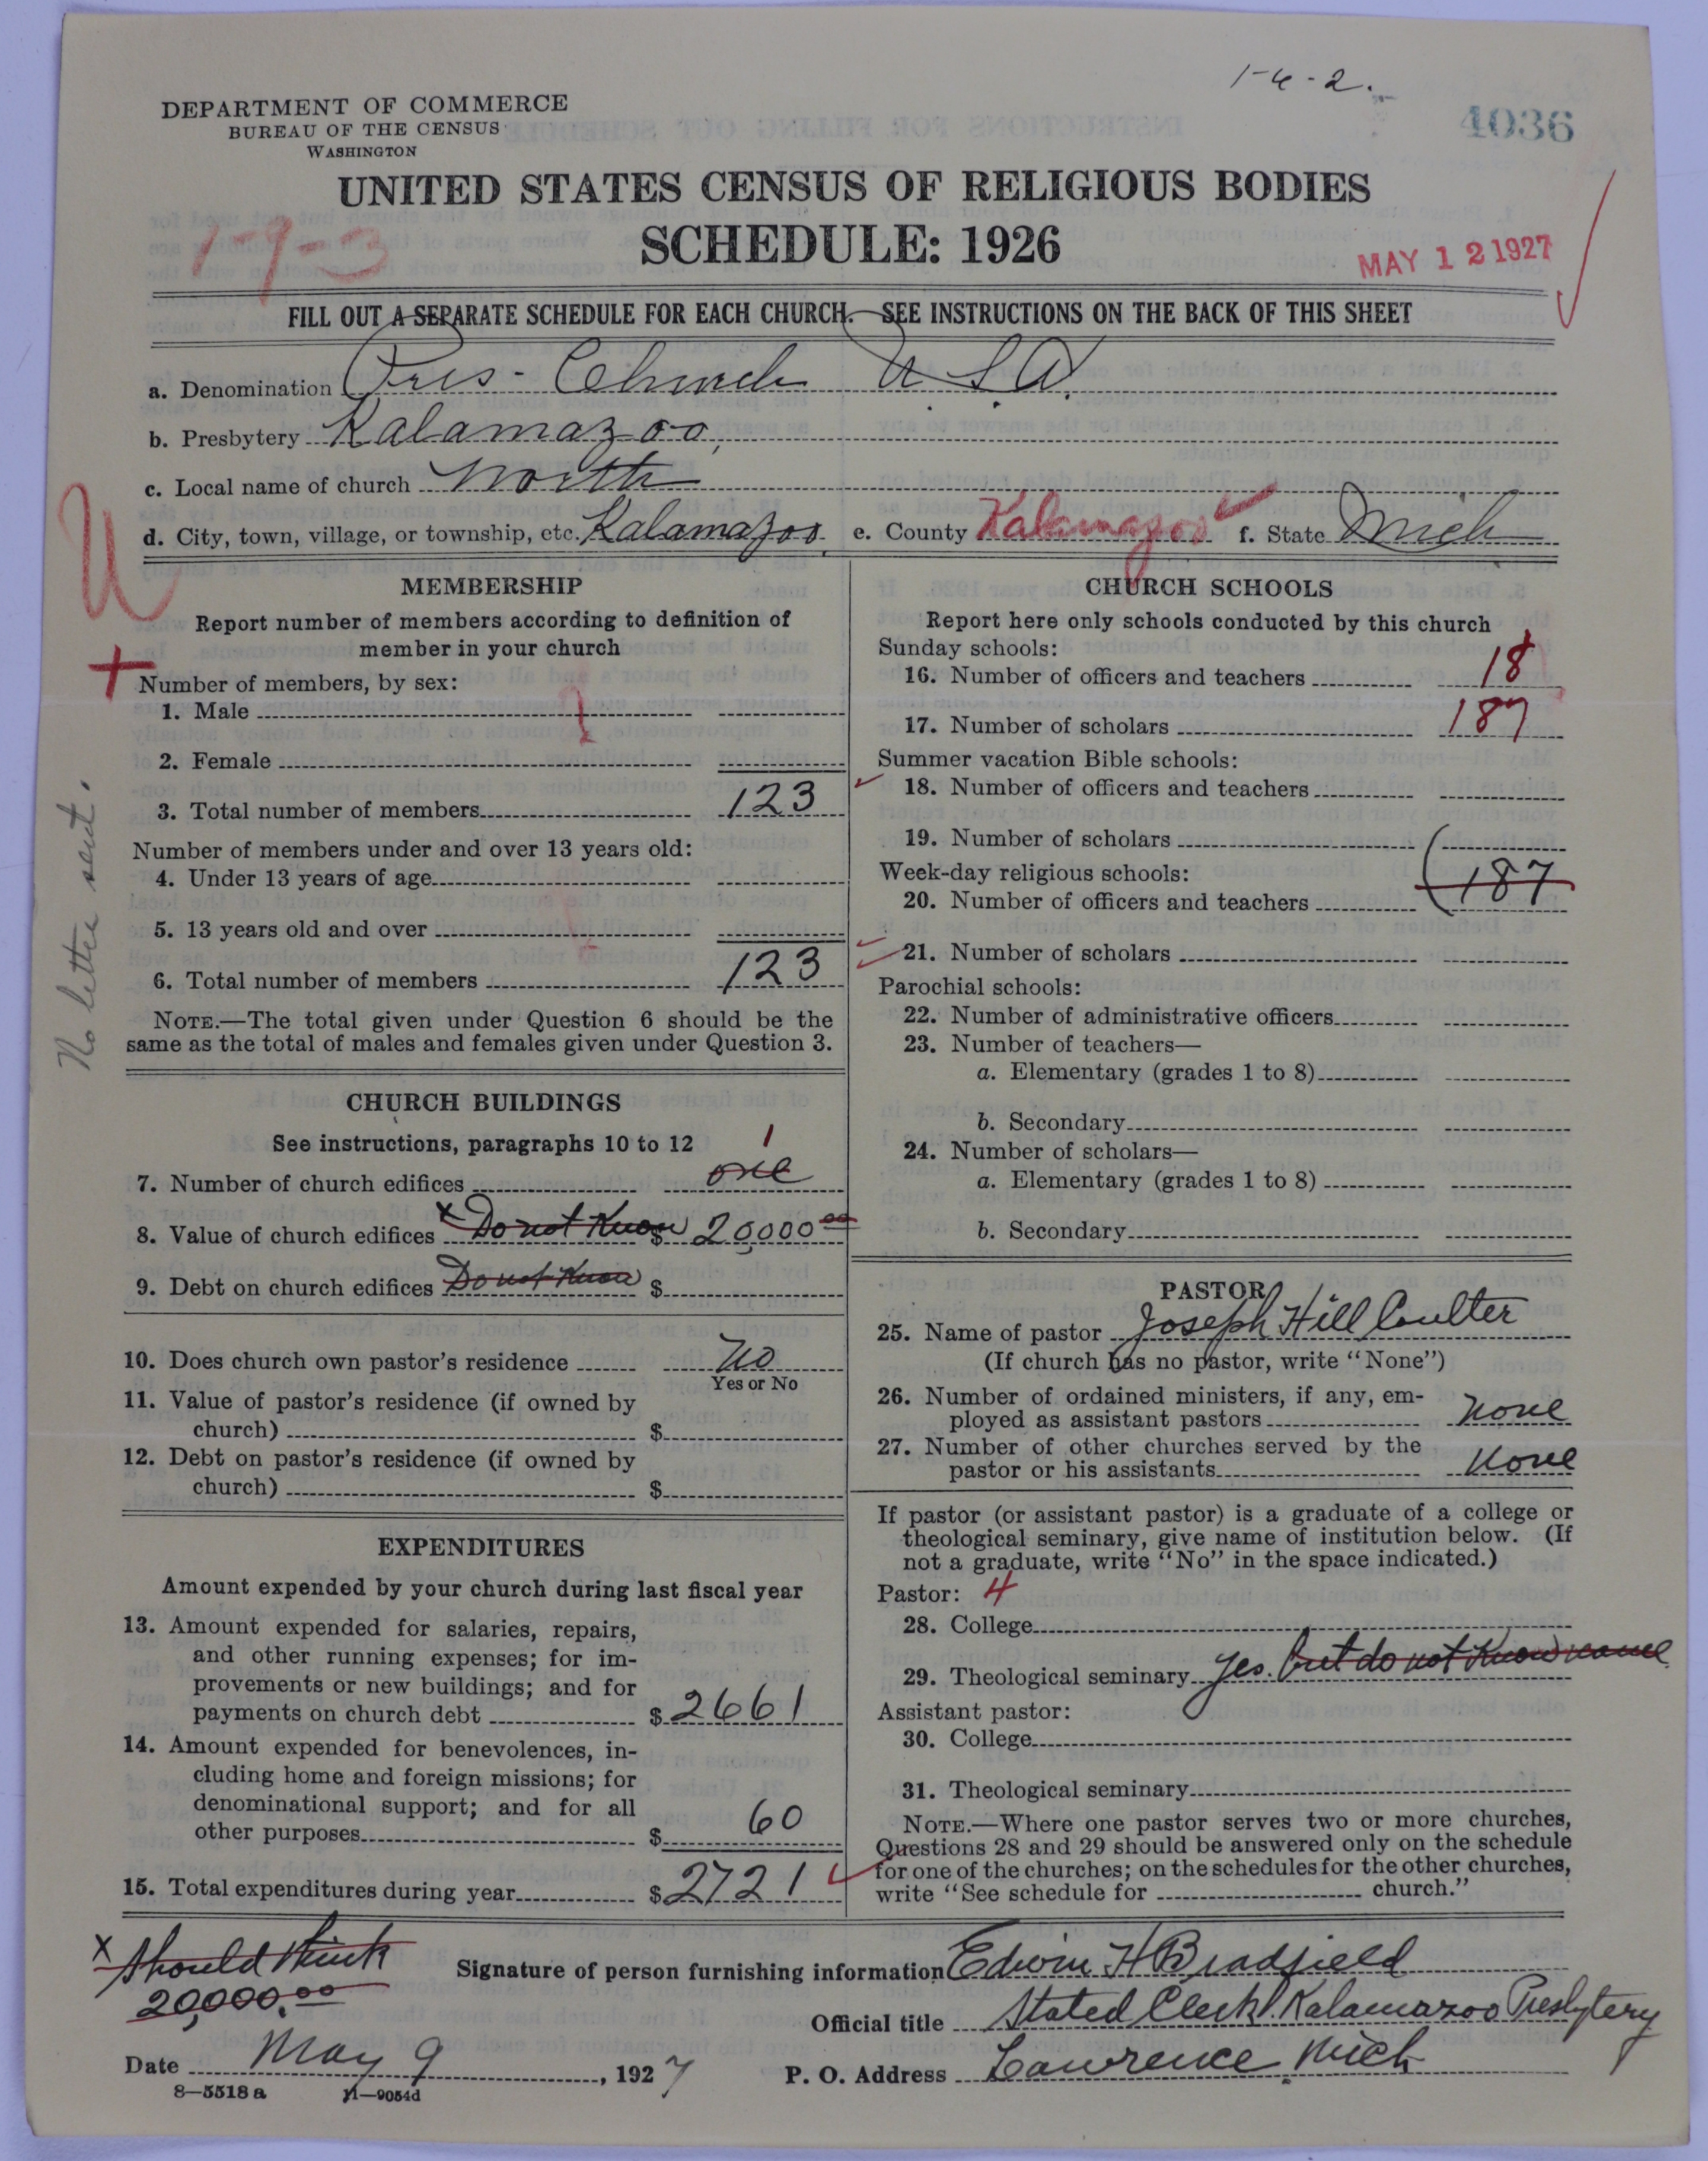 1-4-2.
DEPARTMENT OF COMMERCE
BUREAU OF THE CENSUS
WASHINGTON
4036
UNITED STATES CENSUS OF RELIGIOUS BODIES
SCHEDULE: 1926
1-9-3
MAY 12 1927
FILL OUT A SEPARATE SCHEDULE FOR EACH CHURCH.—SEE INSTRUCTIONS ON THE BACK OF THIS SHEET
a. Denomination Pres- Church U S A.
b. Presbytery Kalamazoo
c. Local name of church North
d. City, town, village, or township, etc. Kalamazoo e. County Kalamazoo f. State Mich
MEMBERSHIP
Report number of members according to definition of
member in your church
Number of members, by sex:
1. Male
2. Female
3. Total number of members 123
Number of members under and over 13 years old:
4. Under 13 years of age
5. 13 years old and over
6. Total number of members 123
NOTE.—The total given under Question 6 should be the
same as the total of males and females given under Question 3.
No letter sent.
CHURCH BUILDINGS
See instructions, paragraphs 10 to 12
1
7. Number of church edifices one
8. Value of church edifices x Do not Know $ 20,000 00
9. Debt on church edifices Do not Know $
10. Does church own pastor's residence No
Yes or No
11. Value of pastor's residence (if owned by
church) $
12. Debt on pastor's residence (if owned by
church) $
EXPENDITURES
Amount expended by your church during last fiscal year
13. Amount expended for salaries, repairs,
and other running expenses; for im-
provements or new buildings; and for
payments on church debt $ 2661
14. Amount expended for benevolences, in-
cluding home and foreign missions; for
denominational support; and for all
other purposes $ 60
15. Total expenditures during year $ 2721
CHURCH SCHOOLS
Report here only schools conducted by this church
Sunday schools:
16. Number of officers and teachers 18
17. Number of scholars 187
Summer vacation Bible schools:
18. Number of officers and teachers
19. Number of scholars
Week-day religious schools:
20. Number of officers and teachers 187
21. Number of scholars
Parochial schools:
22. Number of administrative officers
23. Number of teachers—
a. Elementary (grades 1 to 8)
b. Secondary
24. Number of scholars—
a. Elementary (grades 1 to 8)
b. Secondary
PASTOR
25. Name of pastor Joseph Hill Coulter
(If church has no pastor, write "None")
26. Number of ordained ministers, if any, em-
ployed as assistant pastors None
27. Number of other churches served by the
pastor or his assistants None
If pastor (or assistant pastor) is a graduate of a college or
theological seminary, give name of institution below. (If
not a graduate, write "No" in the space indicated.)
Pastor: 4
28. College
29. Theological seminary yes. but do not Know name
Assistant pastor:
30. College
31. Theological seminary
NOTE.—Where one pastor serves two or more churches,
Questions 28 and 29 should be answered only on the schedule
for one of the churches; on the schedules for the other churches,
write "See schedule for church."
x should think
20,000.00
Signature of person furnishing information Edwin H Bradfield
Official title Stated Clerk Kalamazoo Presbytery
Date May 9, 1927
P. O. Address Lawrence Mich
8—5518 a 11—9054d